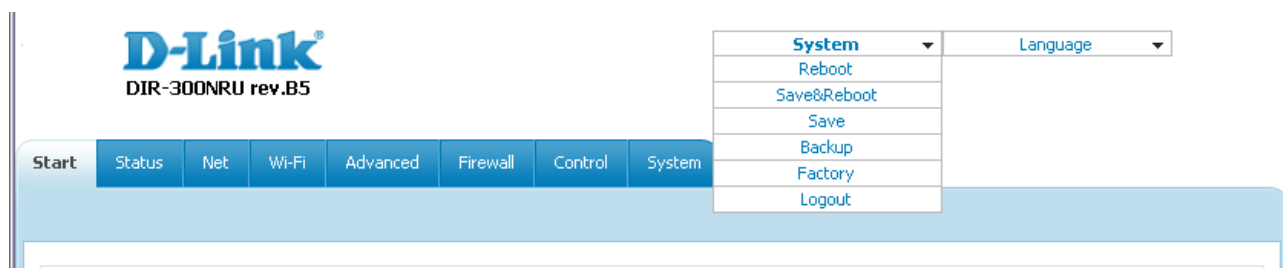 D-Link®
DIR-300NRU rev.B5
System Language
Reboot
Save&Reboot
Save
Backup
Factory
Logout
Start Status Net Wi-Fi Advanced Firewall Control System